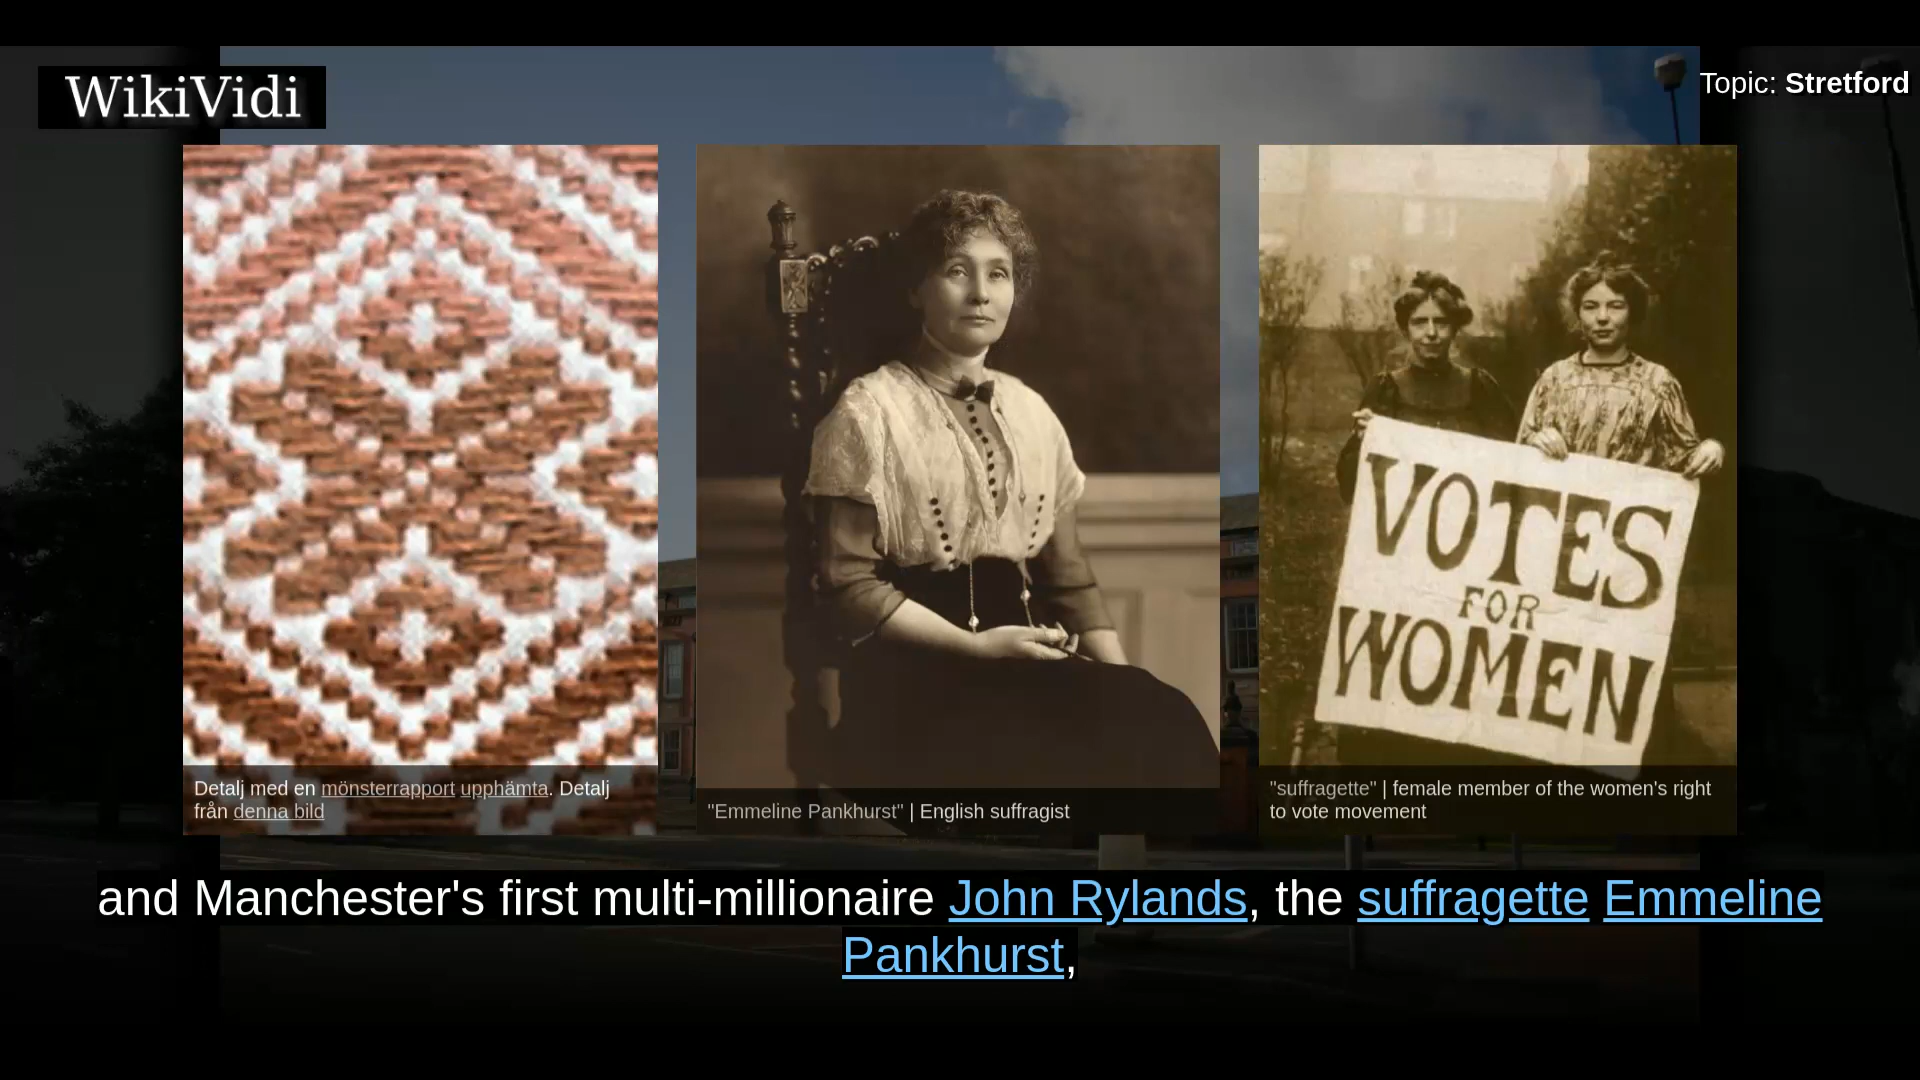 WikiVidi
Topic: Stretford
VOTES
FOR
WOMEN
Detalj med en mönsterrapport upphämta. Detalj
från denna bild
"Emmeline Pankhurst" | English suffragist
"suffragette" | female member of the women's right
to vote movement
and Manchester's first multi-millionaire John Rylands, the suffragette Emmeline
Pankhurst,